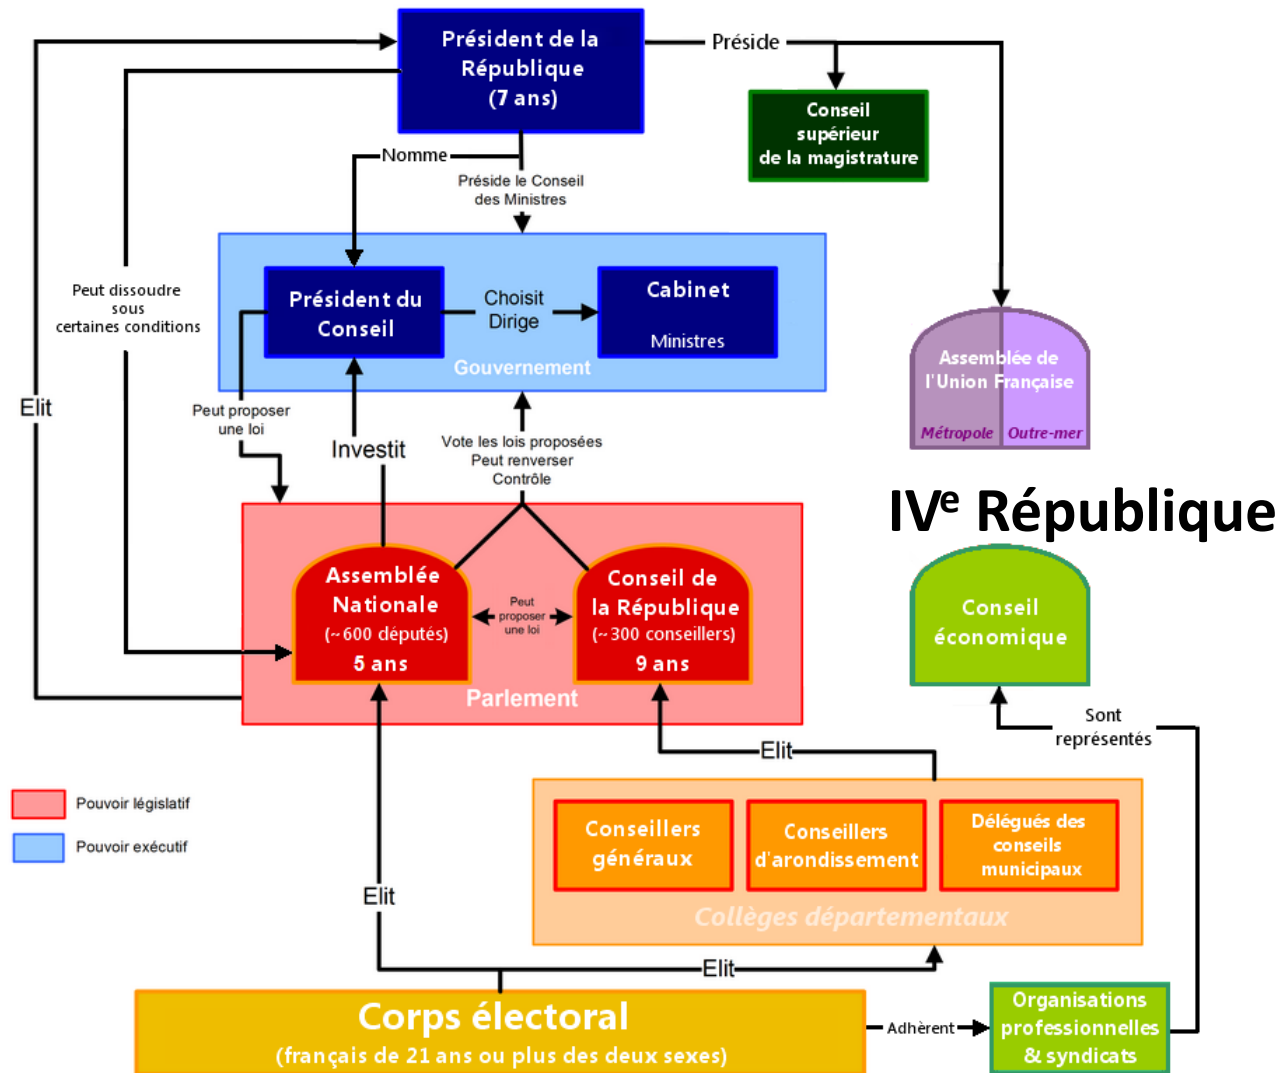 Président de la
République
(7 ans)
Préside
Conseil
supérieur
de la magistrature
Nomme
Préside le Conseil
des Ministres
Peut dissoudre
sous
certaines conditions
Président du
Conseil
Choisit
Dirige
Cabinet
Ministres
Gouvernement
Assemblée de
l'Union Française
Métropole
Outre-mer
Elit
Peut proposer
une loi
Investit
Vote les lois proposées
Peut renverser
Contrôle
IVe République
Assemblée
Nationale
(~600 députés)
5 ans
Peut
proposer
une loi
Conseil de
la République
(~300 conseillers)
9 ans
Parlement
Conseil
économique
Sont
représentés
Elit
Pouvoir législatif
Pouvoir exécutif
Conseillers
généraux
Conseillers
d'arondissement
Délégués des
conseils
municipaux
Collèges départementaux
Elit
Elit
Corps électoral
(français de 21 ans ou plus des deux sexes)
Adhèrent
Organisations
professionnelles
& syndicats